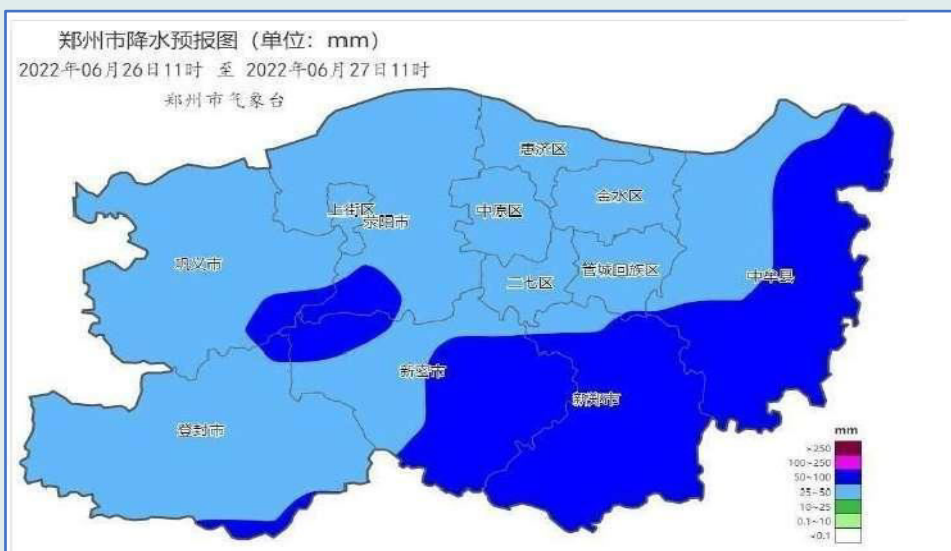 郑州市降水预报图（单位：mm）
2022年06月26日11时 至 2022年06月27日11时
郑州市气象台
惠济区
金水区
上街区
荥阳市
中原区
巩义市
二七区
管城回族区
中牟县
新密市
新郑市
登封市
mm
>250
100~250
50~100
25~50
10~25
0.1~10
<0.1